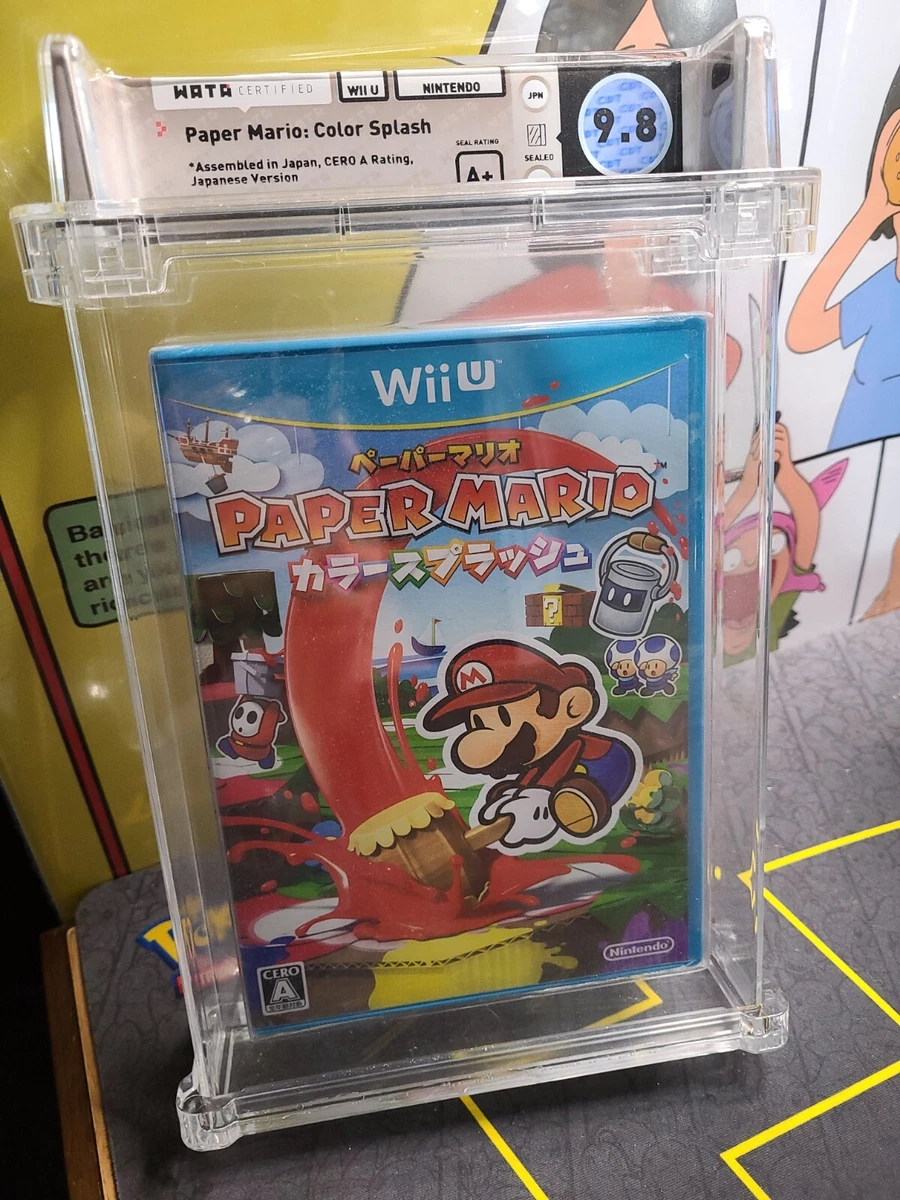 WATA CERTIFIED
WII U
NINTENDO
JPN
Paper Mario: Color Splash
*Assembled in Japan, CERO A Rating,
Japanese Version
SEAL RATING
A+
SEALED
9.8
Wii U™
ペーパーマリオ
PAPER MARIO™
カラースプラッシュ
?
M
Nintendo
CERO
A